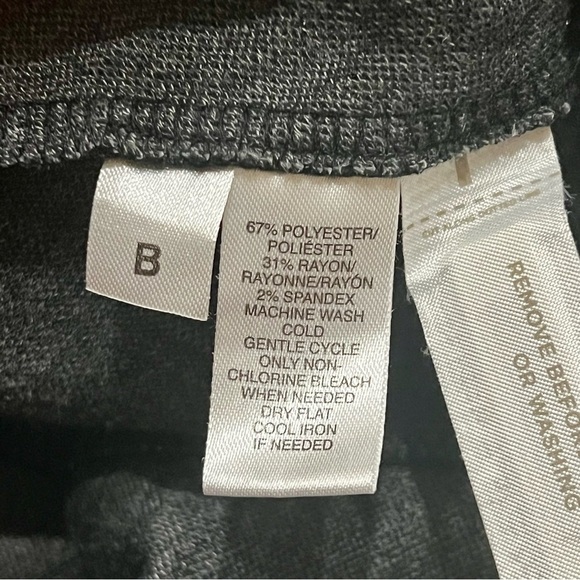 B
67% POLYESTER/
POLIÉSTER
31% RAYON/
RAYONNE/RAYÓN
2% SPANDEX
MACHINE WASH
COLD
GENTLE CYCLE
ONLY NON-
CHLORINE BLEACH
WHEN NEEDED
DRY FLAT
COOL IRON
IF NEEDED
REMOVE BEFO
OR WASHING